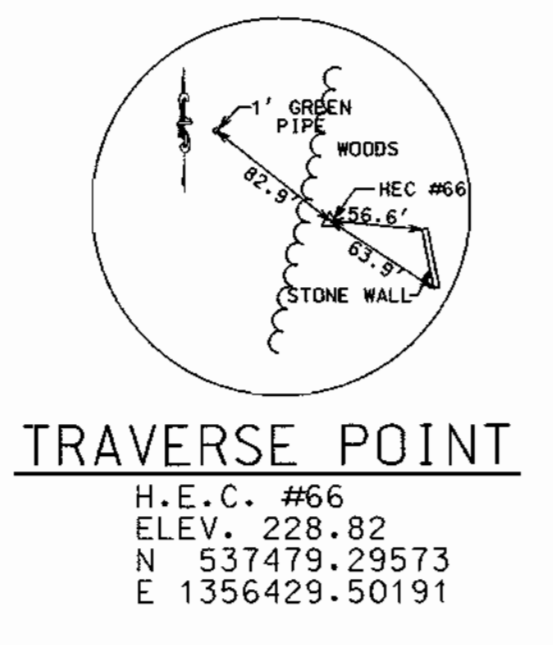 1' GREEN
PIPE
WOODS
82.9'
HEC #66
56.6'
63.9'
STONE WALL
TRAVERSE POINT
H.E.C. #66
ELEV. 228.82
N 537479.29573
E 1356429.50191